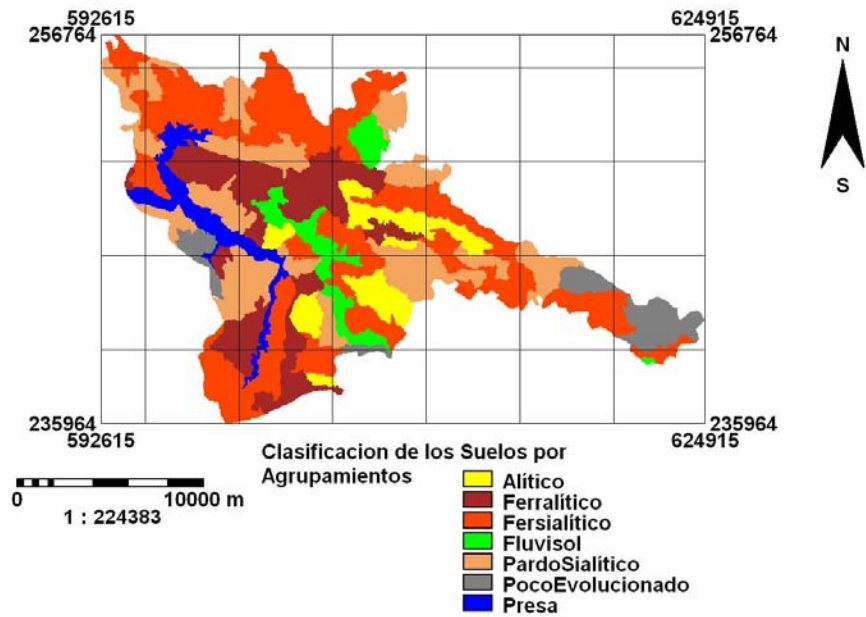 592615
624915
256764
256764
N
S
235964
235964
592615
624915
Clasificacion de los Suelos por
Agrupamientos
0
10000 m
1 : 224383
Alítico
Ferralítico
Fersialítico
Fluvisol
PardoSialítico
PocoEvolucionado
Presa